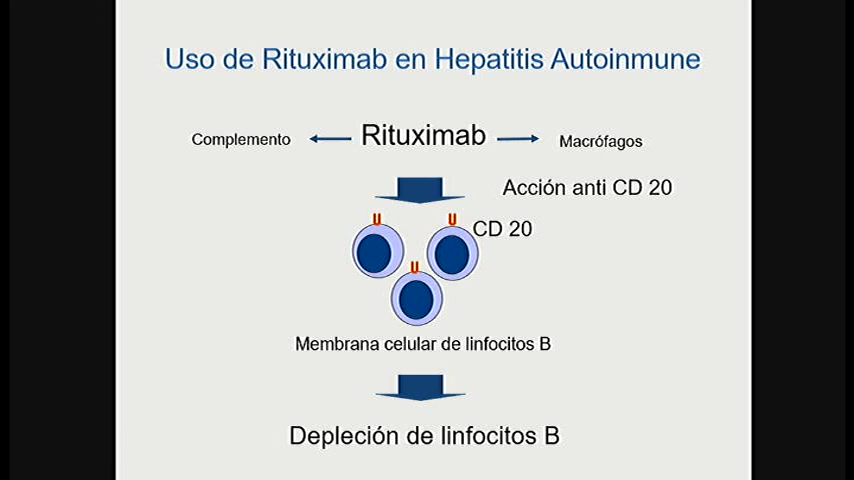 Uso de Rituximab en Hepatitis Autoinmune
Complemento
Rituximab
Macrófagos
Acción anti CD 20
CD 20
Membrana celular de linfocitos B
Depleción de linfocitos B